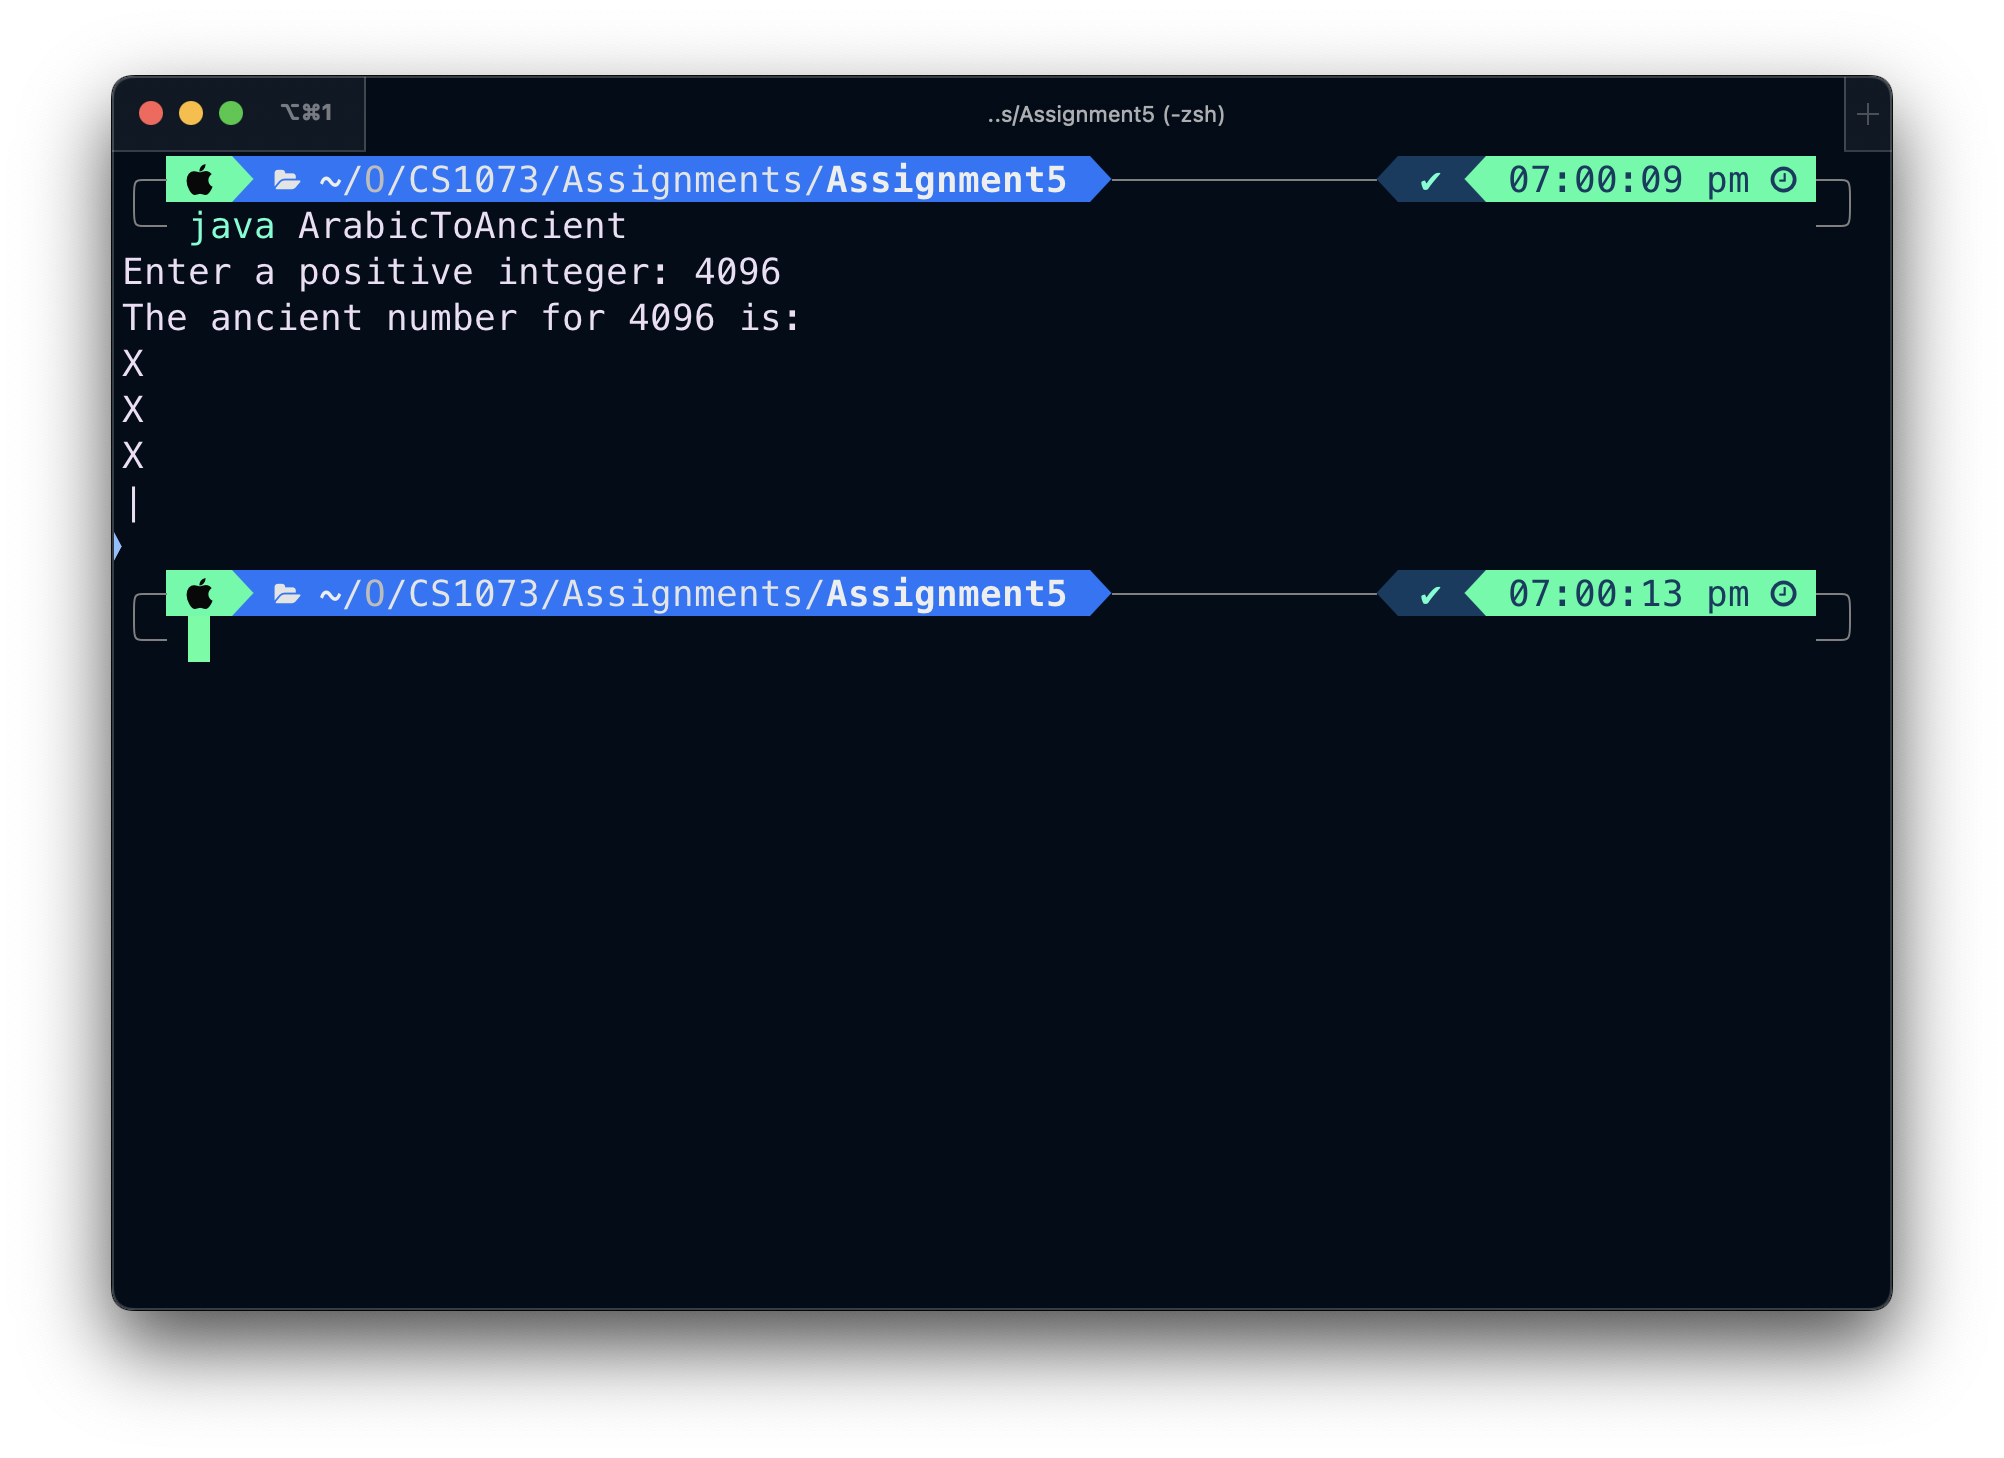 ⌥⌘1
..s/Assignment5 (-zsh)
~/O/CS1073/Assignments/Assignment5 ✔ 07:00:09 pm
java ArabicToAncient
Enter a positive integer: 4096
The ancient number for 4096 is:
X
X
X
|
~/O/CS1073/Assignments/Assignment5 ✔ 07:00:13 pm